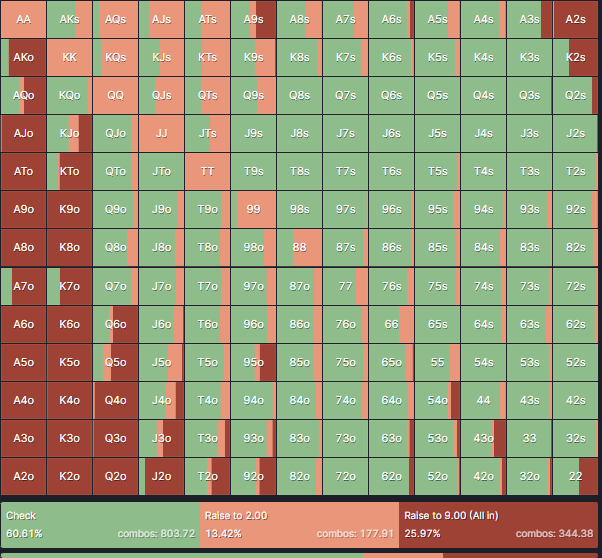 AA AKs AQs AJs ATs A9s A8s A7s A6s A5s A4s A3s A2s
AKo KK KQs KJs KTs K9s K8s K7s K6s K5s K4s K3s K2s
AQo KQo QQ QJs QTs Q9s Q8s Q7s Q6s Q5s Q4s Q3s Q2s
AJo KJo QJo JJ JTs J9s J8s J7s J6s J5s J4s J3s J2s
ATo KTo QTo JTo TT T9s T8s T7s T6s T5s T4s T3s T2s
A9o K9o Q9o J9o T9o 99 98s 97s 96s 95s 94s 93s 92s
A8o K8o Q8o J8o T8o 98o 88 87s 86s 85s 84s 83s 82s
A7o K7o Q7o J7o T7o 97o 87o 77 76s 75s 74s 73s 72s
A6o K6o Q6o J6o T6o 96o 86o 76o 66 65s 64s 63s 62s
A5o K5o Q5o J5o T5o 95o 85o 75o 65o 55 54s 53s 52s
A4o K4o Q4o J4o T4o 94o 84o 74o 64o 54o 44 43s 42s
A3o K3o Q3o J3o T3o 93o 83o 73o 63o 53o 43o 33 32s
A2o K2o Q2o J2o T2o 92o 82o 72o 62o 52o 42o 32o 22
Check Raise to 2.00 Raise to 9.00 (All in)
60.61% combos: 803.72 13.42% combos: 177.91 25.97% combos: 344.38